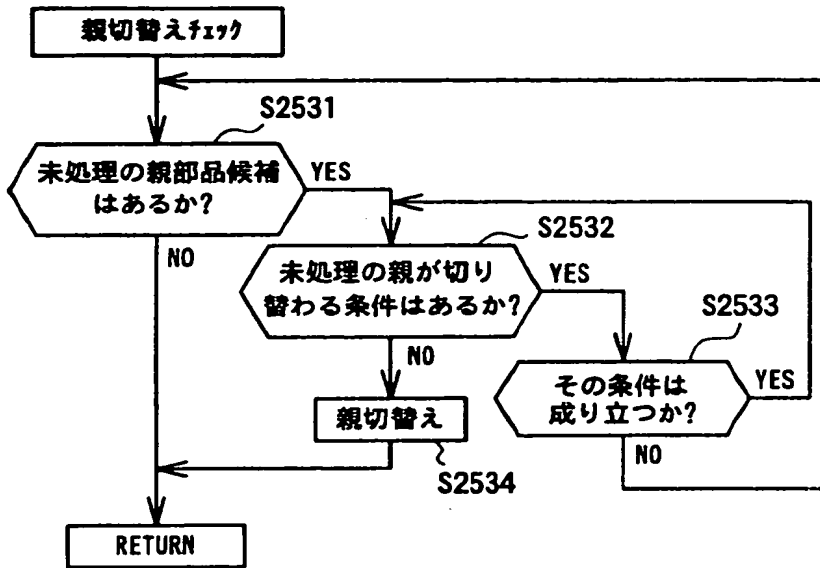 親切替えチェック
S2531
未処理の親部品候補
はあるか?
YES
NO
S2532
未処理の親が切り
替わる条件はあるか?
YES
NO
S2533
その条件は
成り立つか?
YES
NO
親切替え
S2534
RETURN